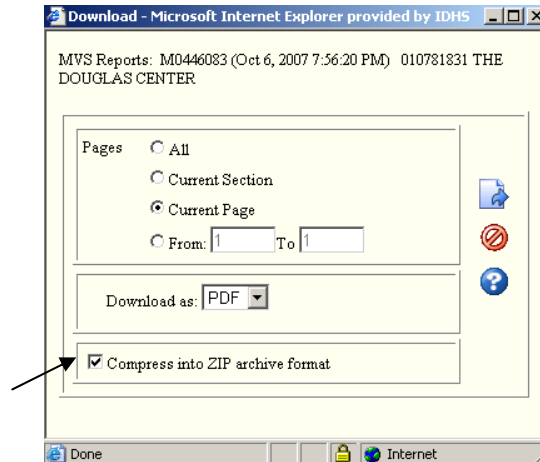 Download - Microsoft Internet Explorer provided by IDHS
MVS Reports: M0446083 (Oct 6, 2007 7:56:20 PM) 010781831 THE
DOUGLAS CENTER
Pages All
Current Section
Current Page
From: 1 To 1
Download as: PDF
Compress into ZIP archive format
Done Internet